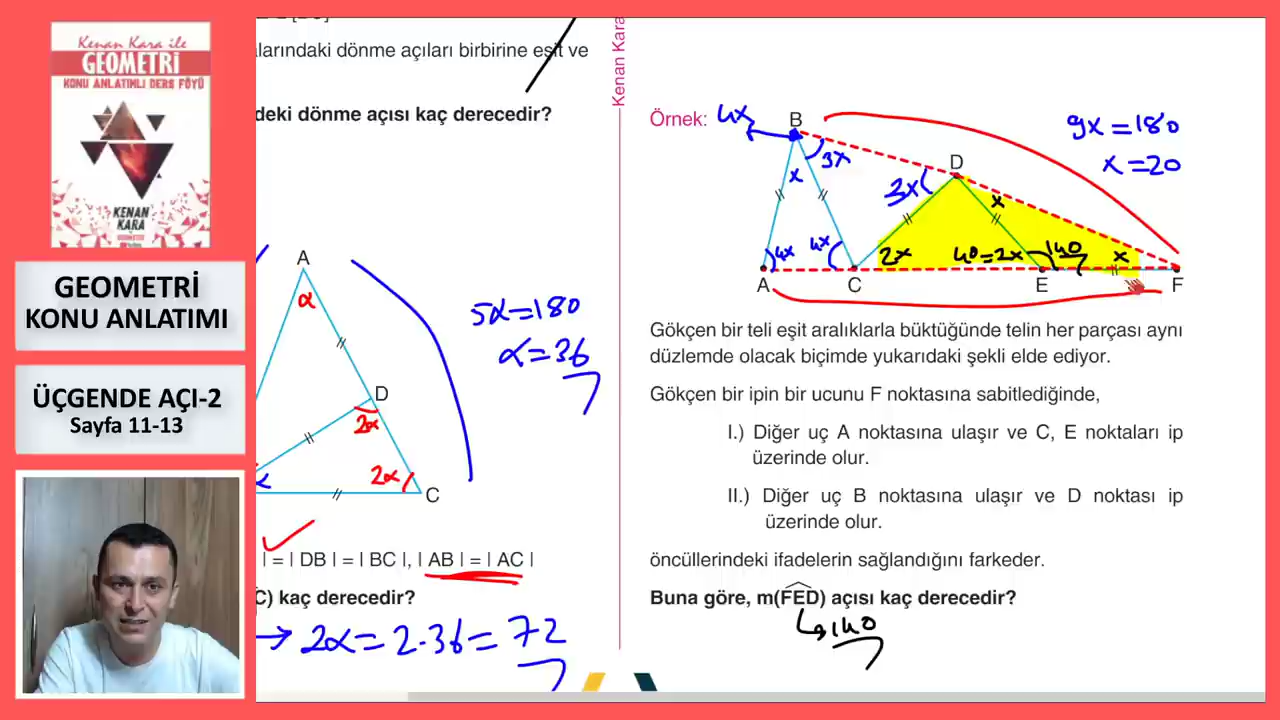 Kenan Kara ile
GEOMETRİ
KONU ANLATIMLI DERS FÖYÜ
KENAN
KARA
GEOMETRİ
KONU ANLATIMI
ÜÇGENDE AÇI-2
Sayfa 11-13
larındaki dönme açıları birbirine eşit ve
deki dönme açısı kaç derecedir?
A
α
D
2α
2α
C
5α=180
α=36
| = | DB | = | BC |, | AB | = | AC |
C) kaç derecedir?
→ 2α = 2·36 = 72
Kenan Kara
Örnek:
4x
B
3x
x
D
3x
x
9x=180
x=20
4x
4x
2x
40=2x
140
x
A
C
E
F
Gökçen bir teli eşit aralıklarla büktüğünde telin her parçası aynı
düzlemde olacak biçimde yukarıdaki şekli elde ediyor.
Gökçen bir ipin bir ucunu F noktasına sabitlediğinde,
I.) Diğer uç A noktasına ulaşır ve C, E noktaları ip
üzerinde olur.
II.) Diğer uç B noktasına ulaşır ve D noktası ip
üzerinde olur.
öncüllerindeki ifadelerin sağlandığını farkeder.
Buna göre, m(FED) açısı kaç derecedir?
140